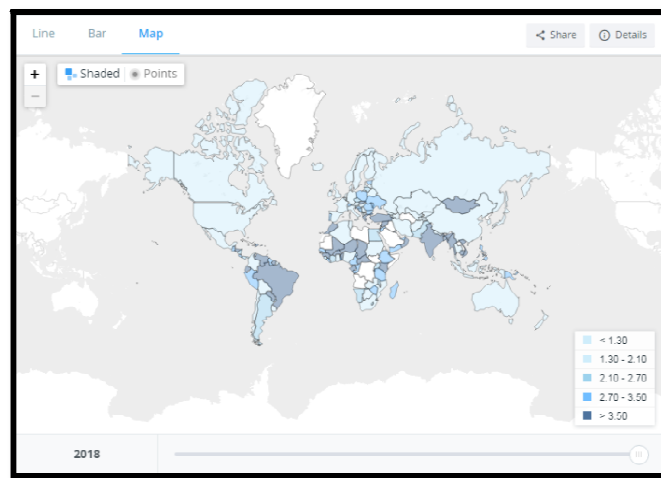 Line Bar Map Share Details
+ Shaded Points
−
< 1.30
1.30 - 2.10
2.10 - 2.70
2.70 - 3.50
> 3.50
2018